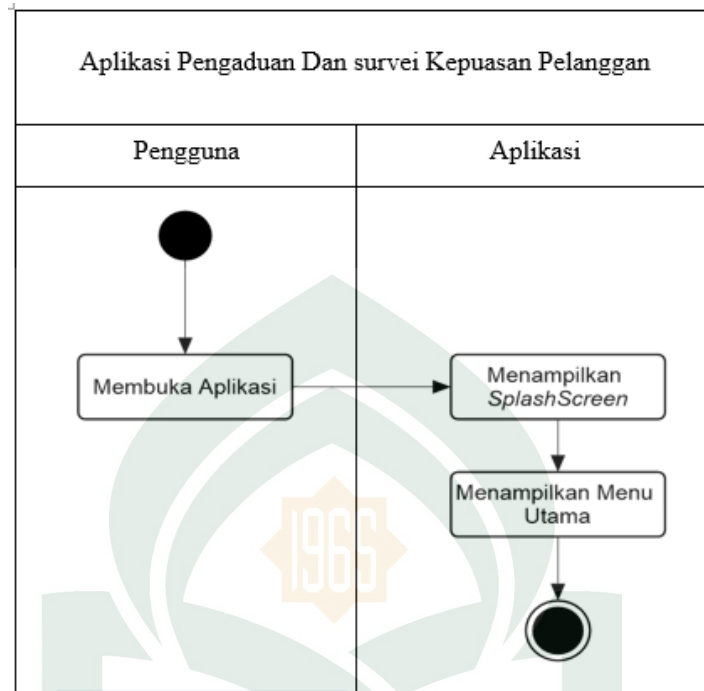 Aplikasi Pengaduan Dan survei Kepuasan Pelanggan
Pengguna
Aplikasi
Membuka Aplikasi
Menampilkan
SplashScreen
Menampilkan Menu
Utama
1965